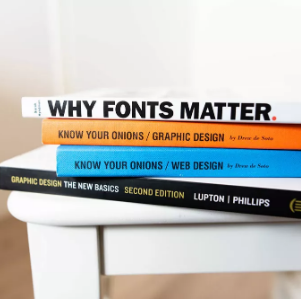 WHY FONTS MATTER.
KNOW YOUR ONIONS / GRAPHIC DESIGN by Drew de Soto
KNOW YOUR ONIONS / WEB DESIGN by Drew de Soto
GRAPHIC DESIGN THE NEW BASICS SECOND EDITION LUPTON | PHILLIPS